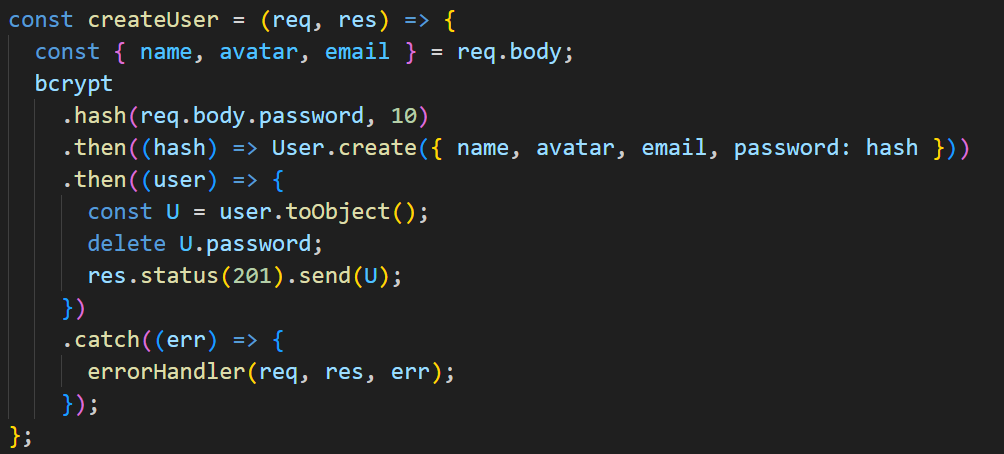 const createUser = (req, res) => {
  const { name, avatar, email } = req.body;
  bcrypt
    .hash(req.body.password, 10)
    .then((hash) => User.create({ name, avatar, email, password: hash }))
    .then((user) => {
      const U = user.toObject();
      delete U.password;
      res.status(201).send(U);
    })
    .catch((err) => {
      errorHandler(req, res, err);
    });
};